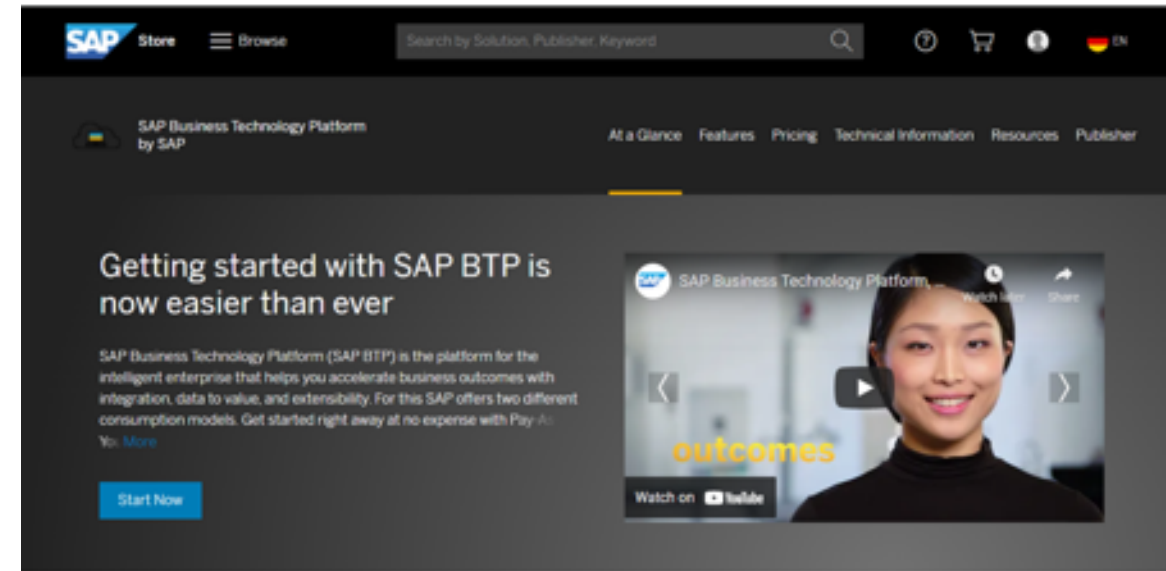 SAP Store Browse Search by Solution, Publisher, Keyword EN
SAP Business Technology Platform
by SAP
At a Glance Features Pricing Technical Information Resources Publisher
Getting started with SAP BTP is
now easier than ever
SAP Business Technology Platform (SAP BTP) is the platform for the
intelligent enterprise that helps you accelerate business outcomes with
integration, data to value, and extensibility. For this SAP offers two different
consumption models. Get started right away at no expense with Pay-As
You More
Start Now
SAP SAP Business Technology Platform, ...
Watch later Share
outcomes
Watch on YouTube